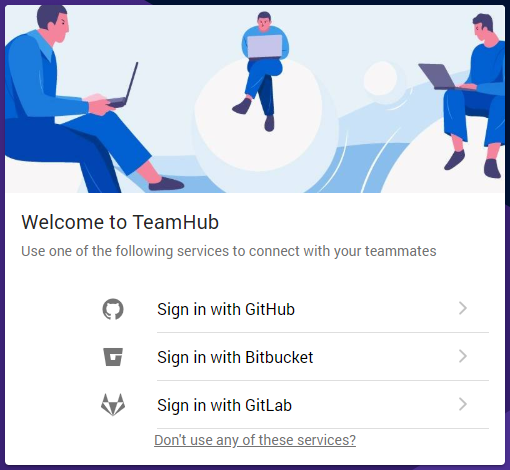 Welcome to TeamHub
Use one of the following services to connect with your teammates
Sign in with GitHub
Sign in with Bitbucket
Sign in with GitLab
Don't use any of these services?